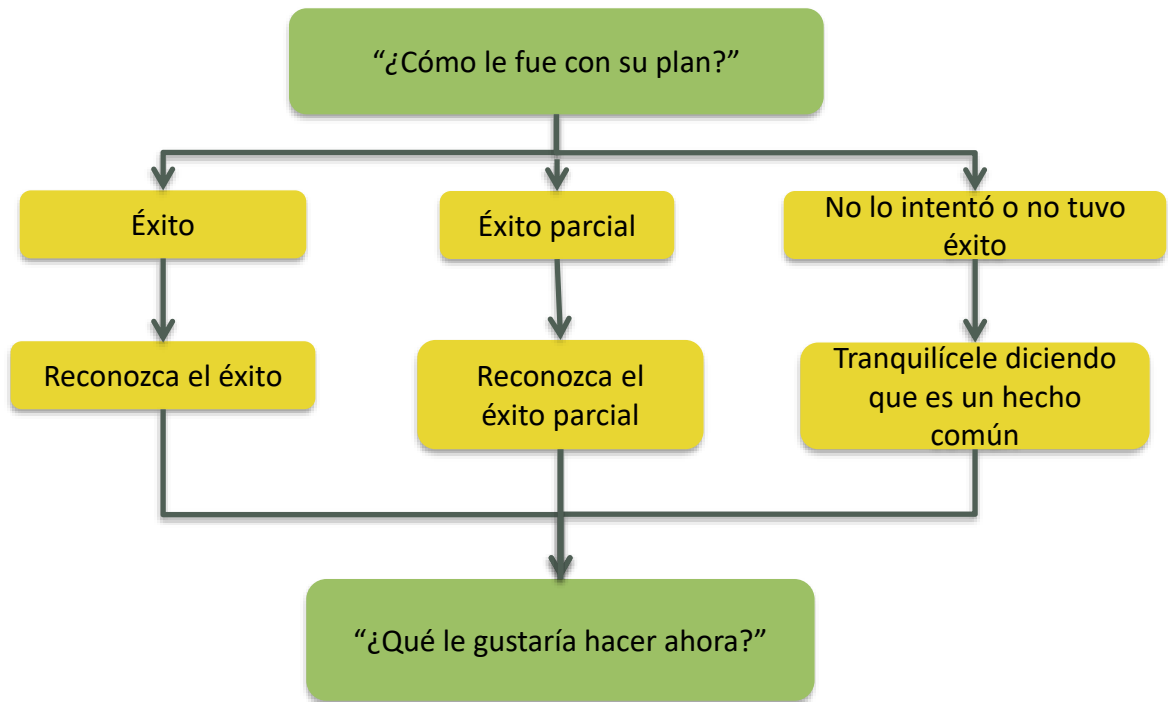 “¿Cómo le fue con su plan?”
Éxito
Éxito parcial
No lo intentó o no tuvo
éxito
Reconozca el éxito
Reconozca el
éxito parcial
Tranquilícele diciendo
que es un hecho
común
“¿Qué le gustaría hacer ahora?”